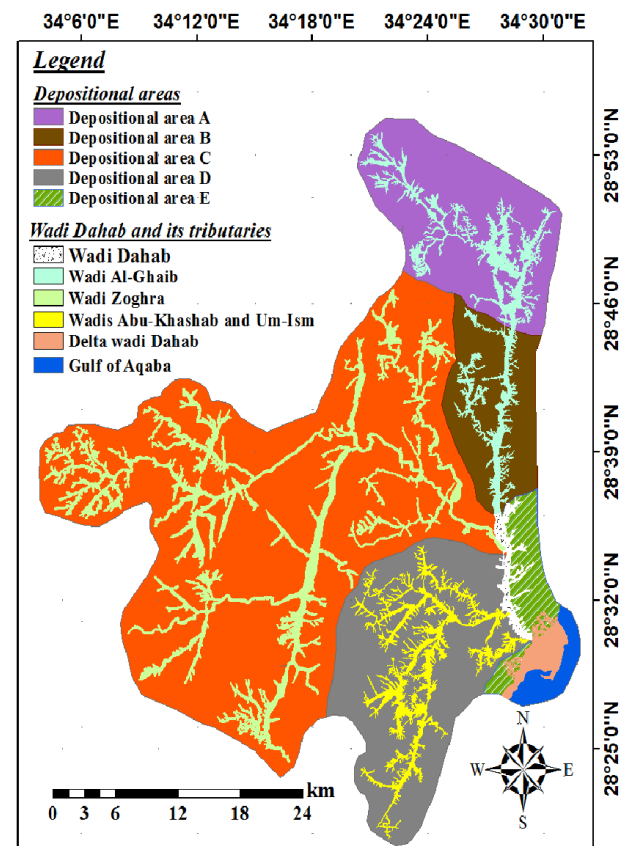 34°6'0"E 34°12'0"E 34°18'0"E 34°24'0"E 34°30'0"E
Legend
Depositional areas
Depositional area A
Depositional area B
Depositional area C
Depositional area D
Depositional area E
Wadi Dahab and its tributaries
Wadi Dahab
Wadi Al-Ghaib
Wadi Zoghra
Wadis Abu-Khashab and Um-Ism
Delta wadi Dahab
Gulf of Aqaba
28°53'0"N
28°46'0"N
28°39'0"N
28°32'0"N
28°25'0"N
N
W E
S
km
0 3 6 12 18 24